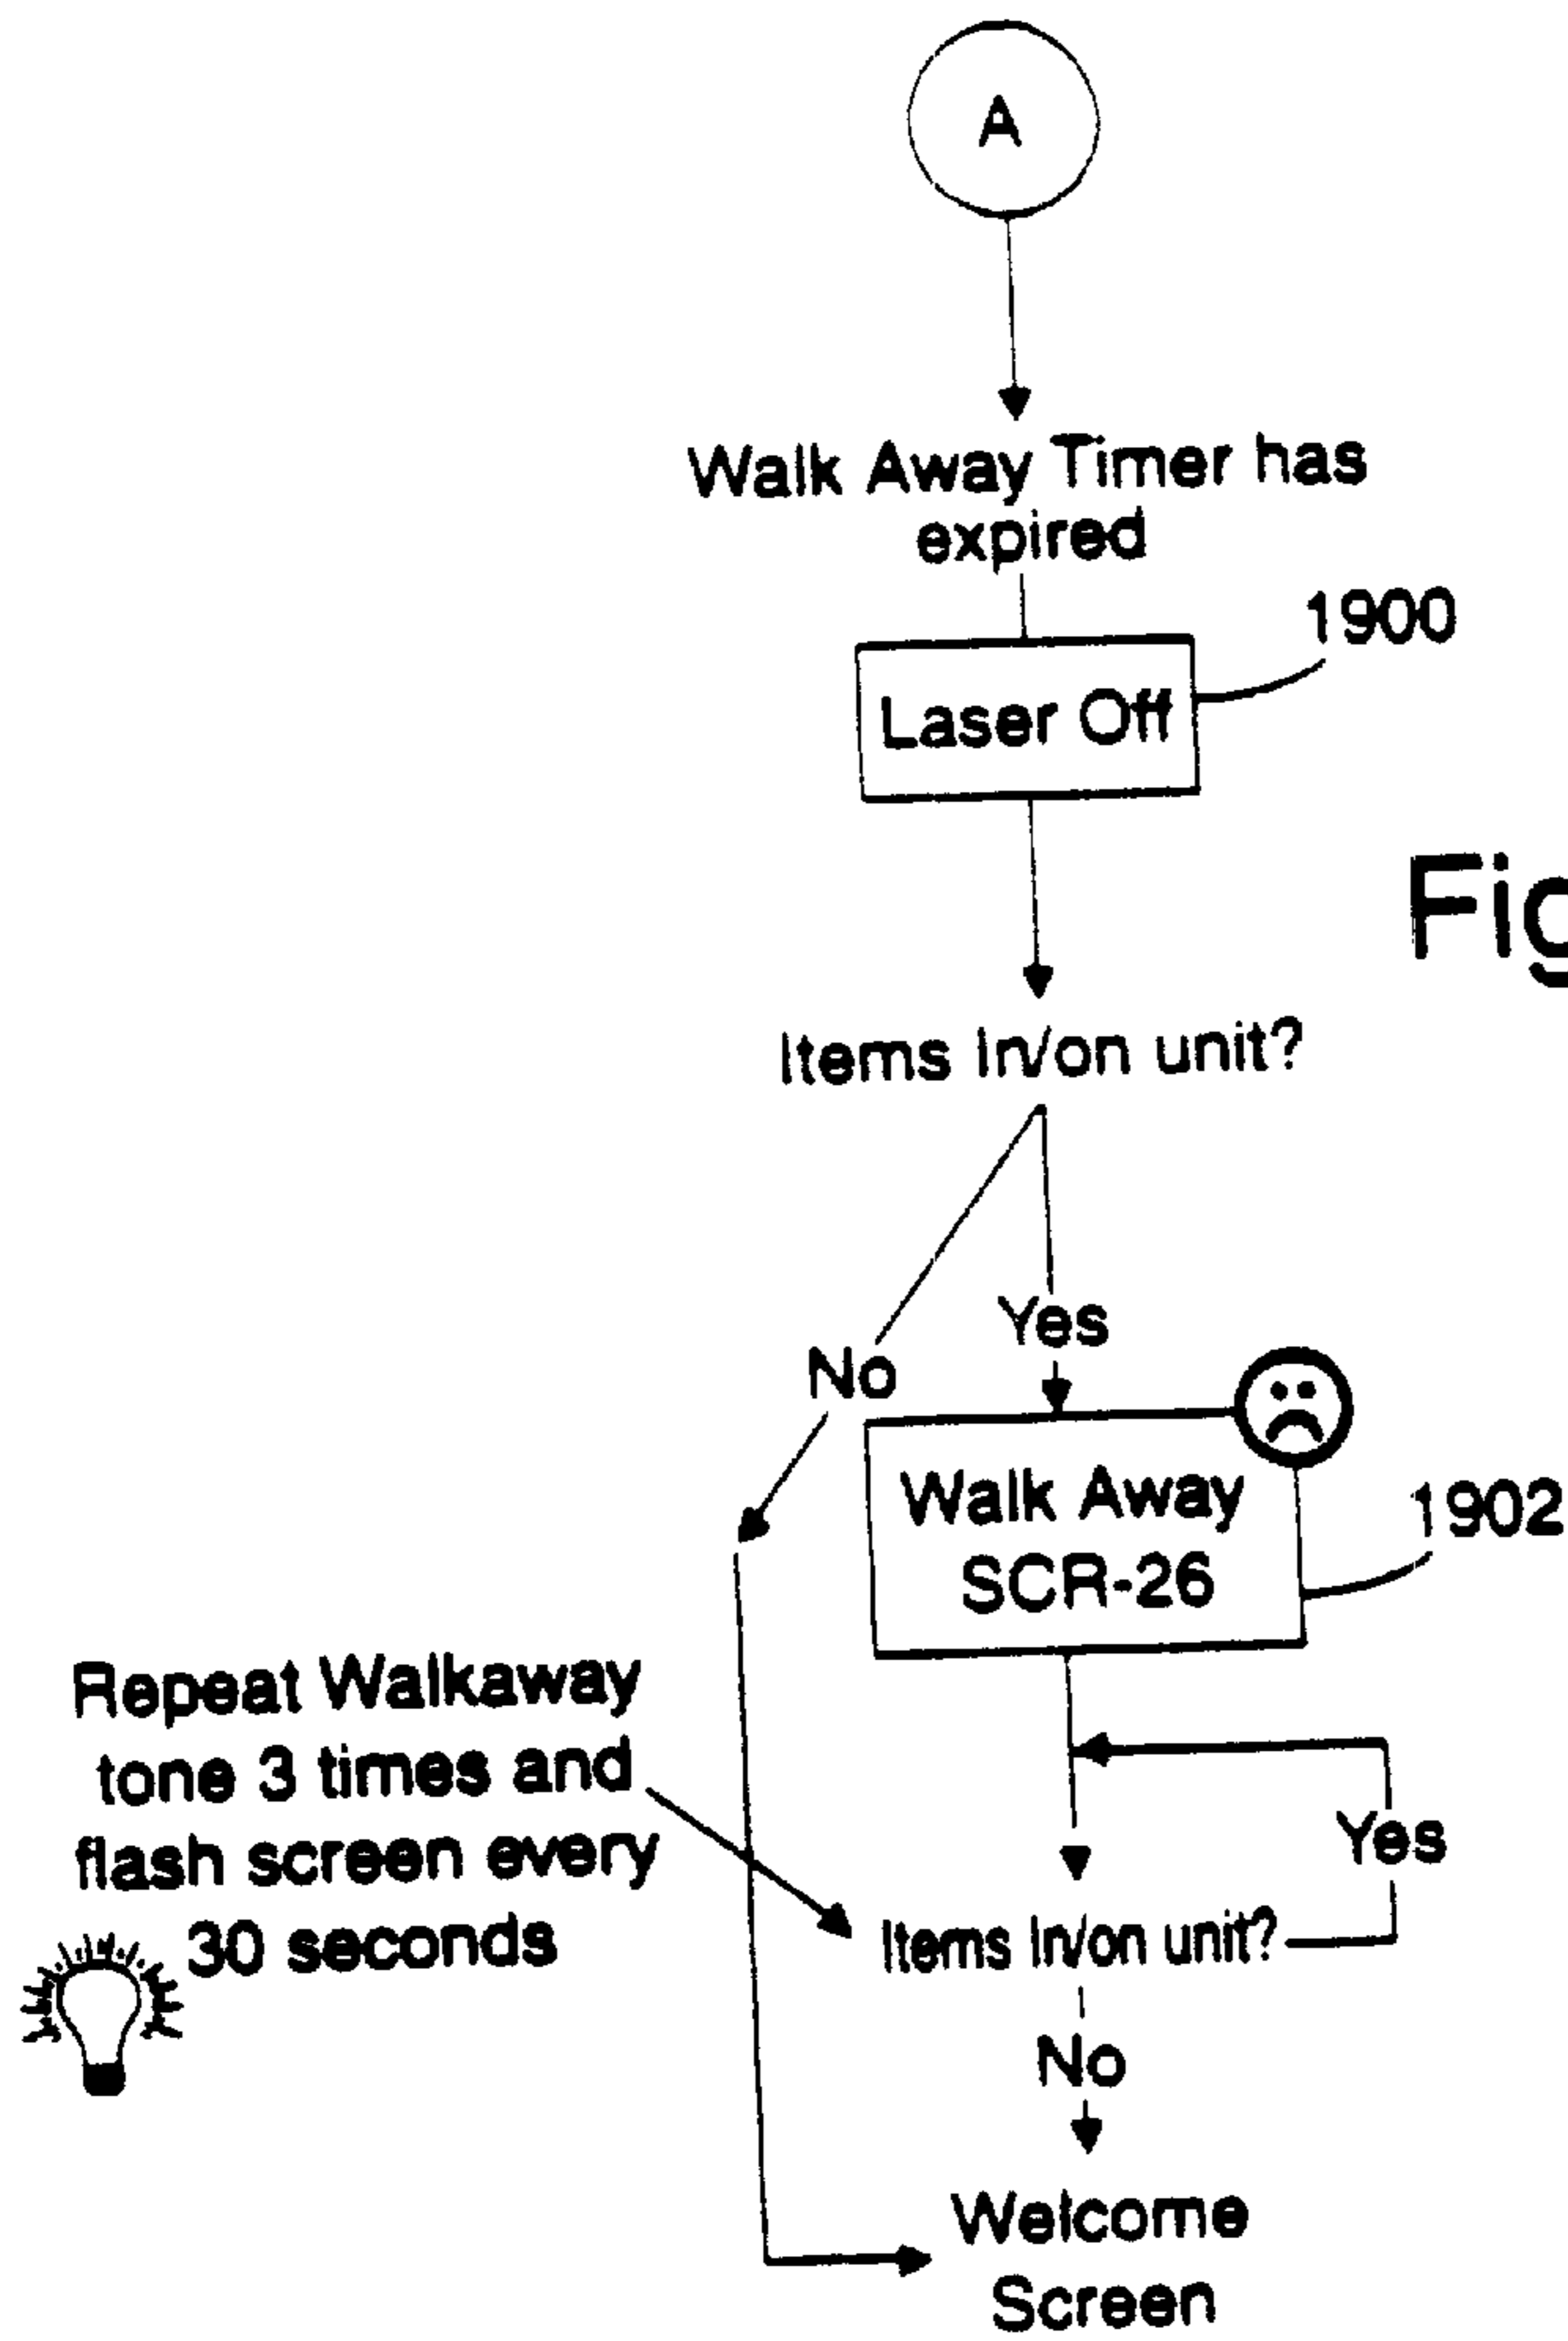 A
Walk Away Timer has
expired
1900
Laser Off
Fig
Items In/on unit?
Yes
No
Walk Away
SCR-26
1902
Repeat Walkaway
tone 3 times and
flash screen every
30 seconds
Yes
Items In/on unit?
No
Welcome
Screen